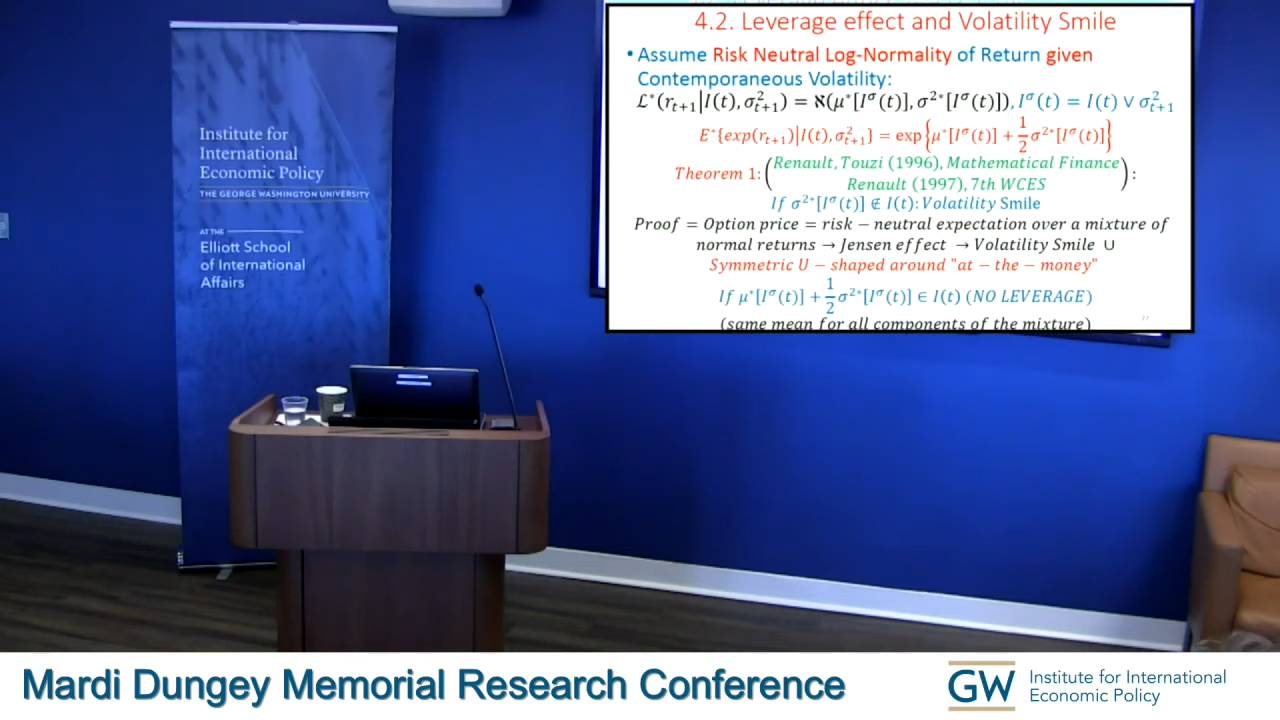 Institute for
International
Economic Policy
THE GEORGE WASHINGTON UNIVERSITY
AT THE
Elliott School
of International
Affairs
4.2. Leverage effect and Volatility Smile
• Assume Risk Neutral Log-Normality of Return given
Contemporaneous Volatility:
ℒ*(r_{t+1}|I(t), σ²_{t+1}) = ℵ(μ*[I^σ(t)], σ²*[I^σ(t)]), I^σ(t) = I(t) ∨ σ²_{t+1}
E*{exp(r_{t+1})|I(t), σ²_{t+1}} = exp{μ*[I^σ(t)] + 1/2 σ²*[I^σ(t)]}
Theorem 1: (Renault, Touzi (1996), Mathematical Finance
Renault (1997), 7th WCES):
If σ²*[I^σ(t)] ∉ I(t): Volatility Smile
Proof = Option price = risk − neutral expectation over a mixture of
normal returns → Jensen effect → Volatility Smile ∪
Symmetric U − shaped around "at − the − money"
If μ*[I^σ(t)] + 1/2 σ²*[I^σ(t)] ∈ I(t) (NO LEVERAGE)
(same mean for all components of the mixture)
Mardi Dungey Memorial Research Conference
GW
Institute for International
Economic Policy